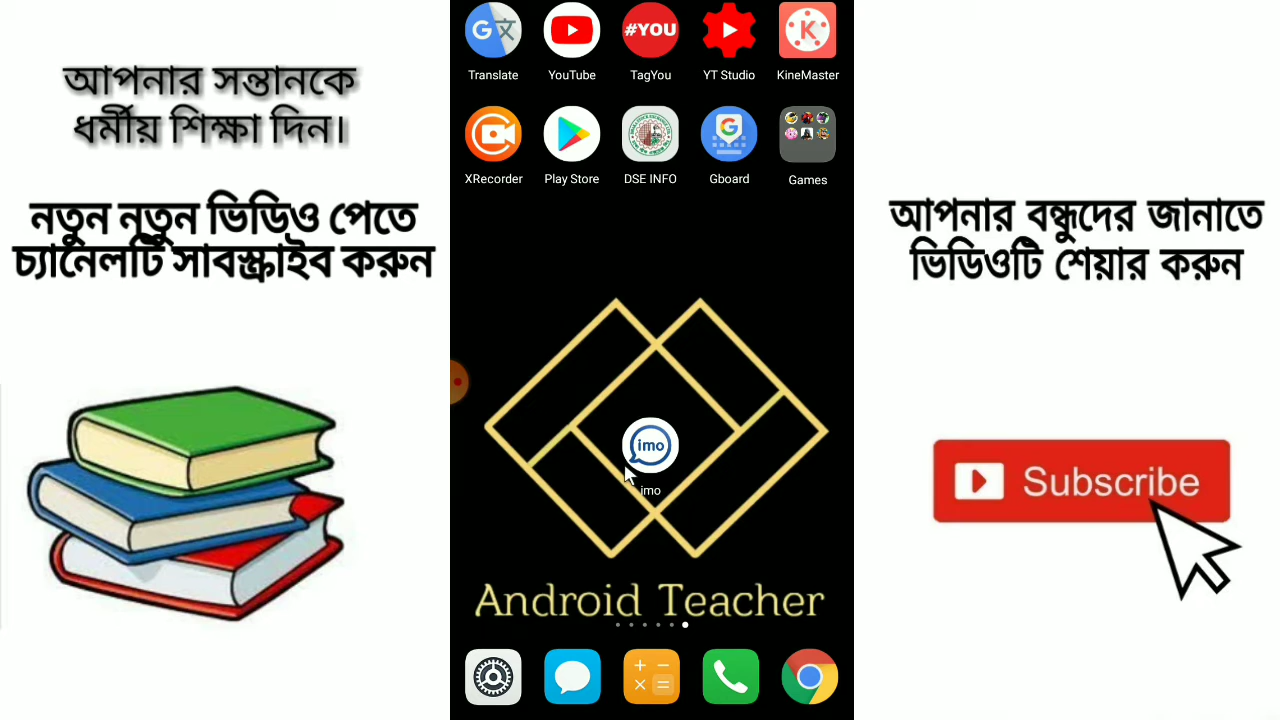 আপনার সন্তানকে
ধর্মীয় শিক্ষা দিন।
নতুন নতুন ভিডিও পেতে
চ্যানেলটি সাবস্ক্রাইব করুন
#YOU
Translate YouTube TagYou YT Studio KineMaster
XRecorder Play Store DSE INFO Gboard Games
imo
imo
Android Teacher
আপনার বন্ধুদের জানাতে
ভিডিওটি শেয়ার করুন
Subscribe